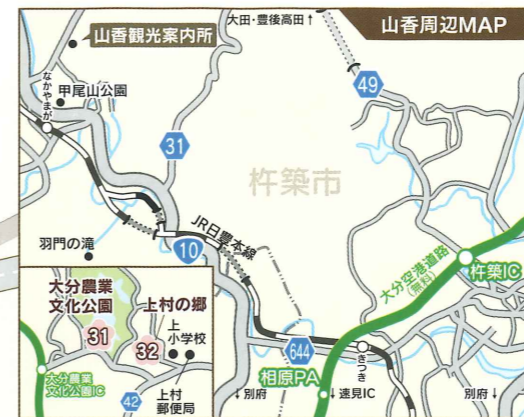 大田・豊後高田↑
山香周辺MAP
山香観光案内所
なかやまが
甲尾山公園
49
31
杵築市
JR日豊本線
羽門の滝
10
大分空港道路
(無料)
杵築IC
大分農業
文化公園
31
上村の郷
32
上
小学校
644
きつき
相原PA
大分農業
文化公園IC
42
上村
郵便局
↓別府
↓速見IC
別府↓